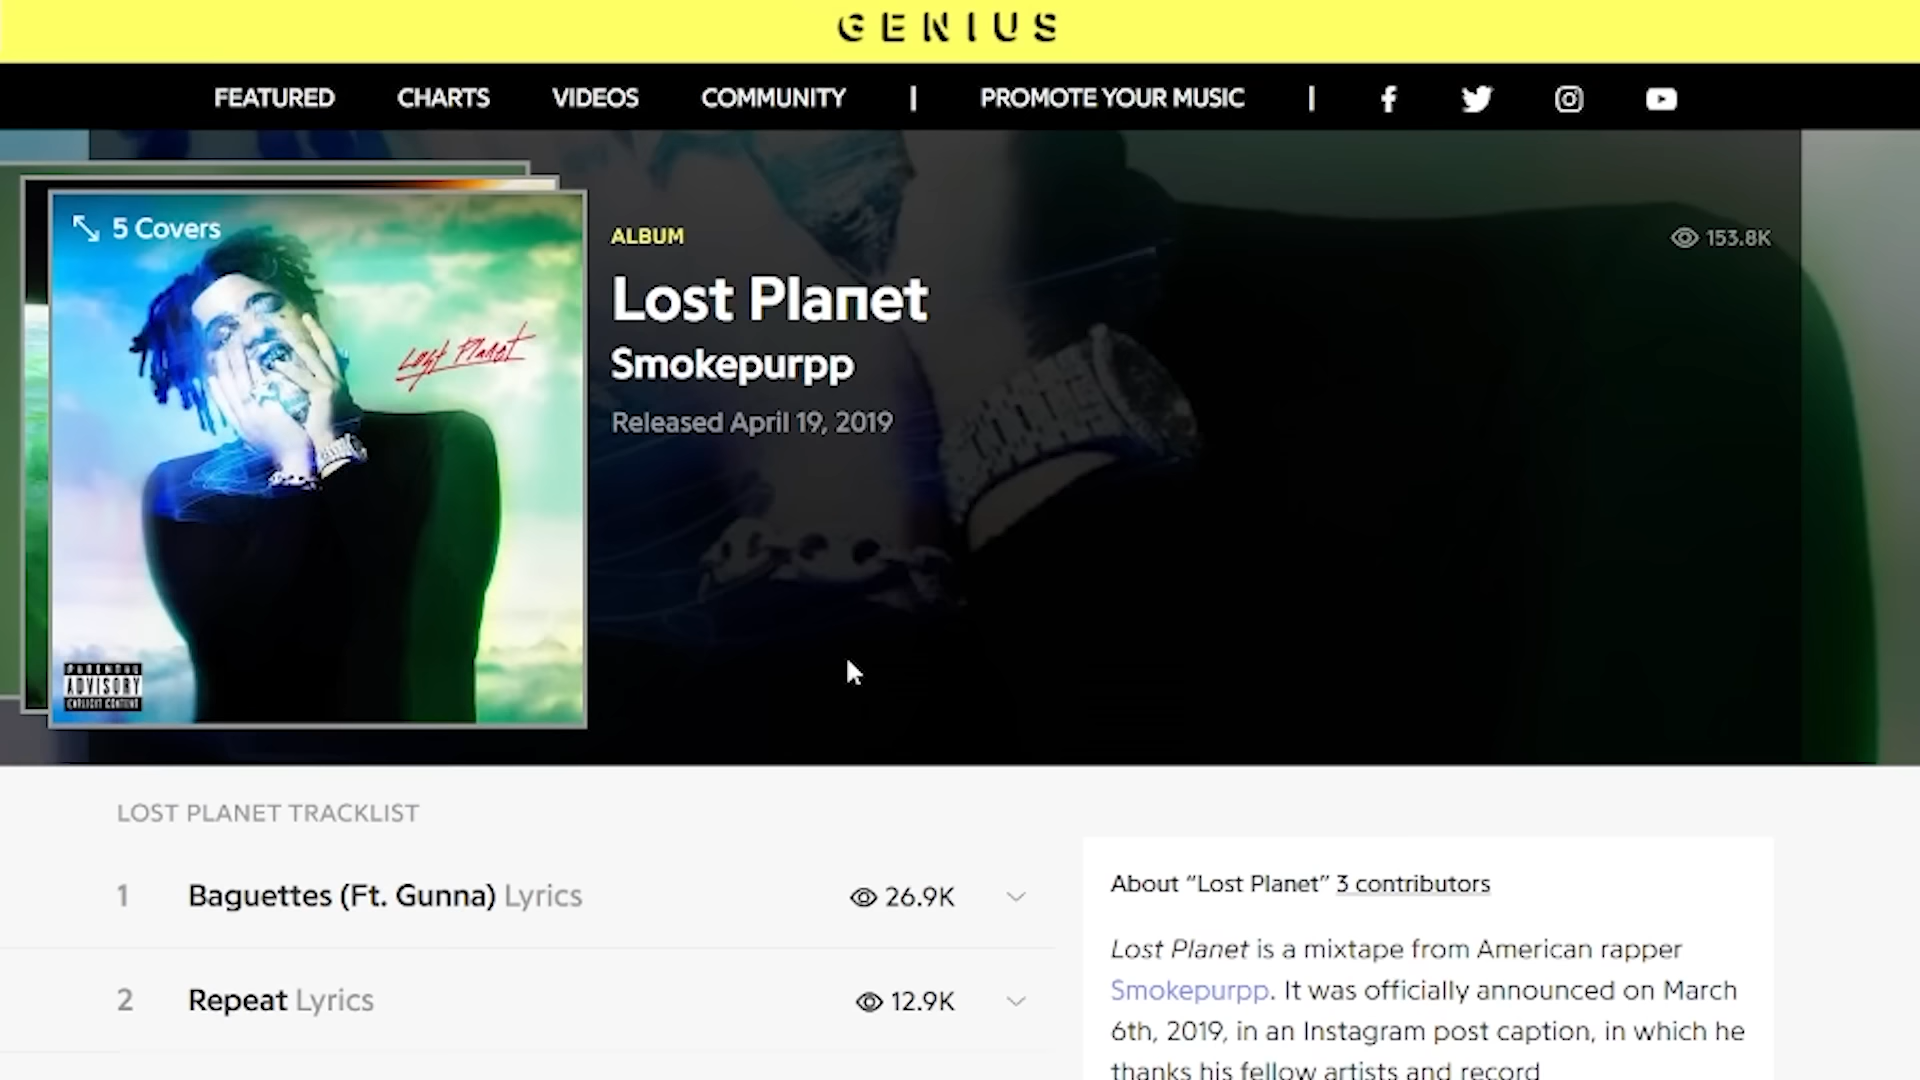 GENIUS
FEATURED CHARTS VIDEOS COMMUNITY | PROMOTE YOUR MUSIC |
5 Covers
Lost Planet
PARENTAL
ADVISORY
EXPLICIT CONTENT
ALBUM
153.8K
Lost Planet
Smokepurpp
Released April 19, 2019
LOST PLANET TRACKLIST
1 Baguettes (Ft. Gunna) Lyrics 26.9K
2 Repeat Lyrics 12.9K
About “Lost Planet” 3 contributors
Lost Planet is a mixtape from American rapper
Smokepurpp. It was officially announced on March
6th, 2019, in an Instagram post caption, in which he
thanks his fellow artists and record